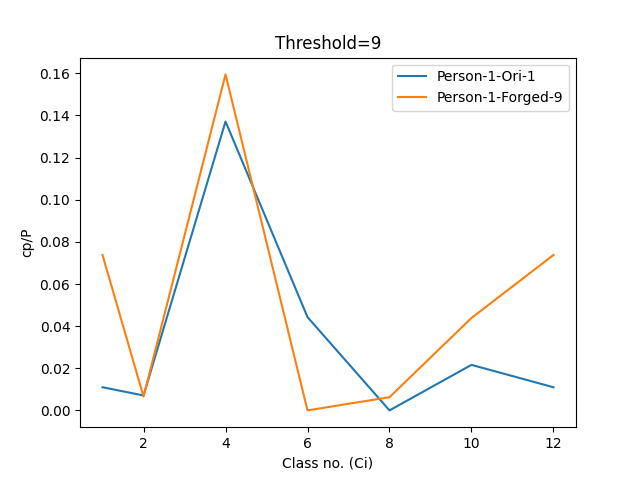 Threshold=9
Person-1-Ori-1
Person-1-Forged-9
cp/P
0.16
0.14
0.12
0.10
0.08
0.06
0.04
0.02
0.00
2 4 6 8 10 12
Class no. (Ci)